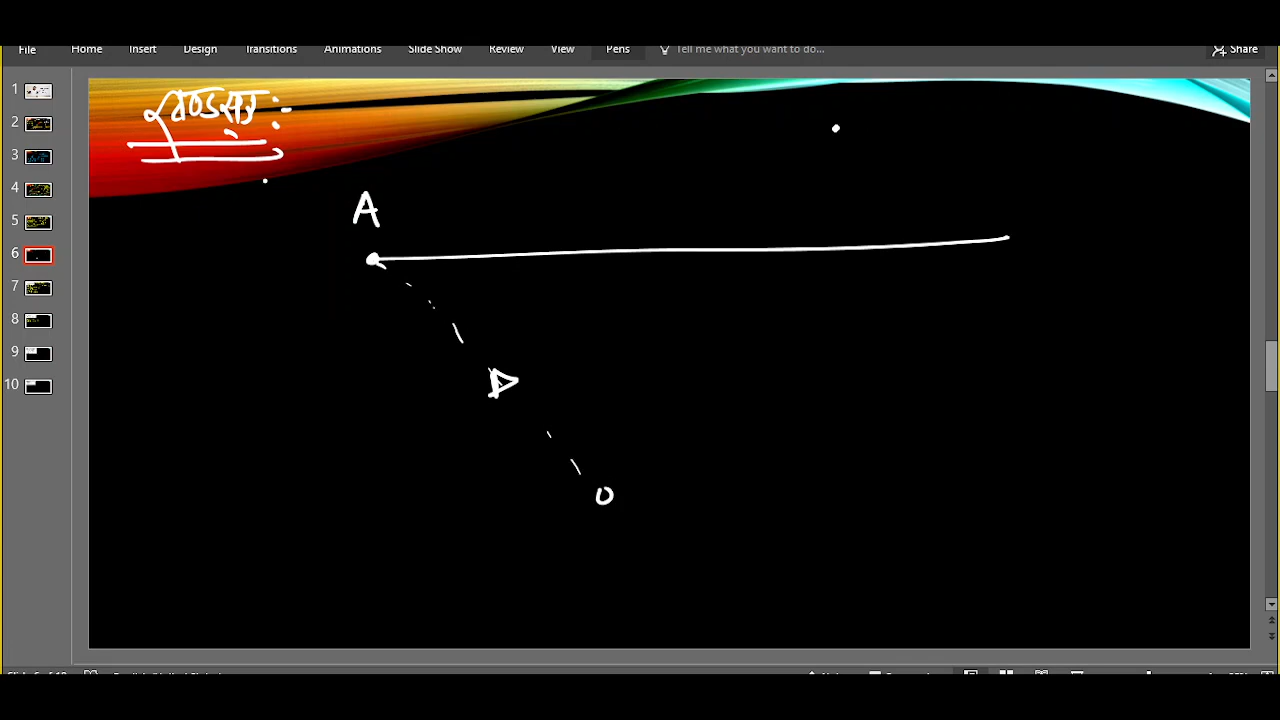 File Home Insert Design Transitions Animations Slide Show Review View Pens Tell me what you want to do... Share
1
2
3
4
5
6
7
8
9
10
A
D
O